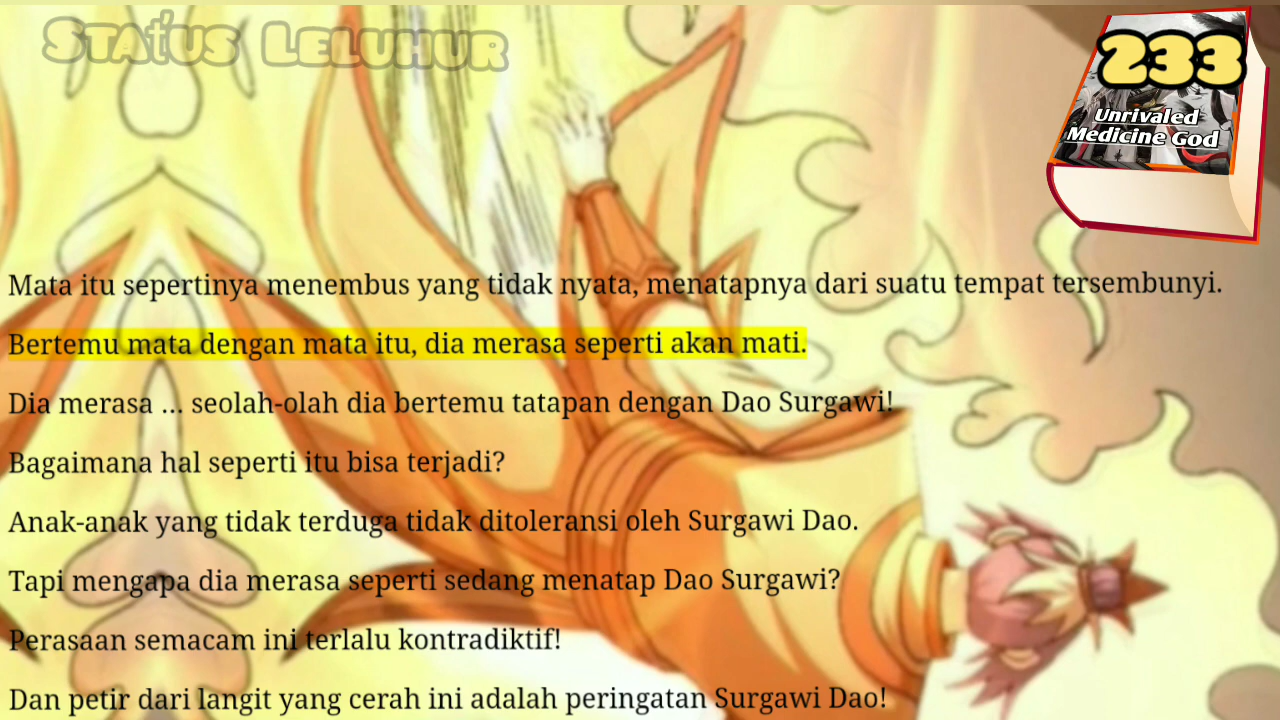 Status Leluhur
233
Unrivaled
Medicine God
Mata itu sepertinya menembus yang tidak nyata, menatapnya dari suatu tempat tersembunyi.
Bertemu mata dengan mata itu, dia merasa seperti akan mati.
Dia merasa ... seolah-olah dia bertemu tatapan dengan Dao Surgawi!
Bagaimana hal seperti itu bisa terjadi?
Anak-anak yang tidak terduga tidak ditoleransi oleh Surgawi Dao.
Tapi mengapa dia merasa seperti sedang menatap Dao Surgawi?
Perasaan semacam ini terlalu kontradiktif!
Dan petir dari langit yang cerah ini adalah peringatan Surgawi Dao!